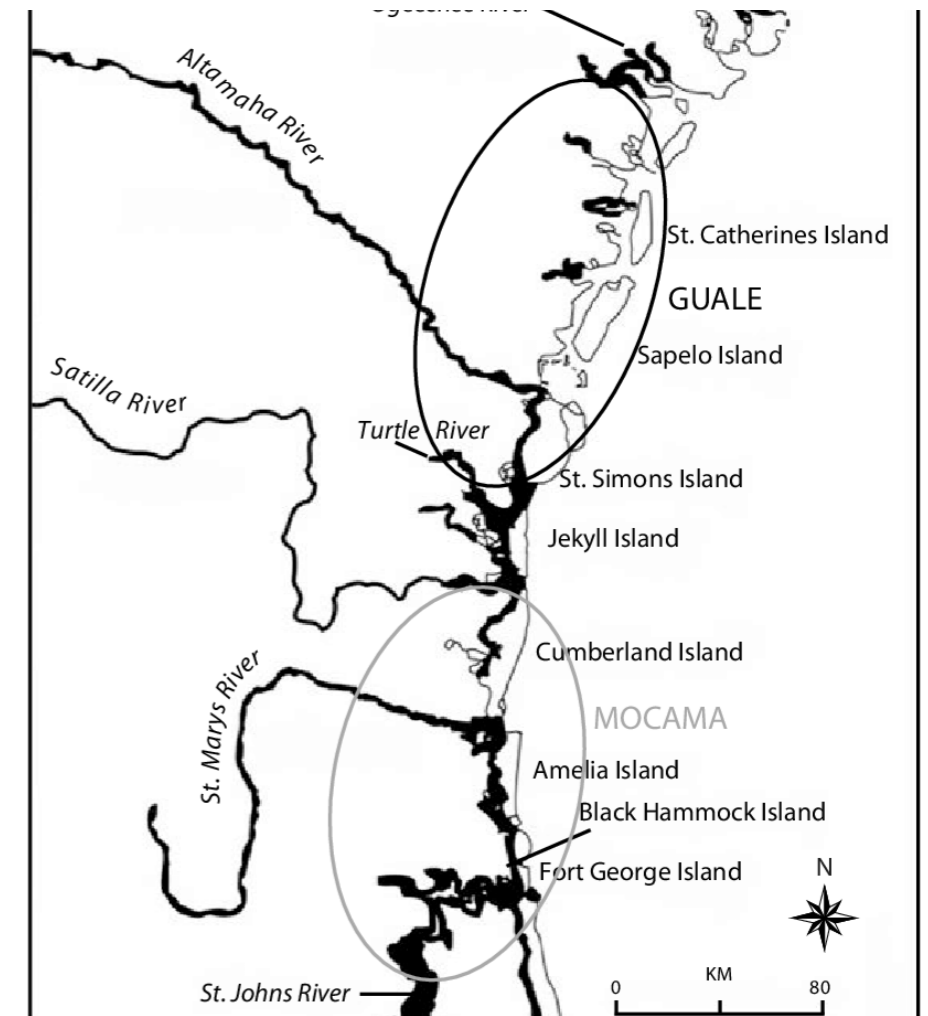 River
Altamaha River
St. Catherines Island
GUALE
Sapelo Island
Satilla River
Turtle River
St. Simons Island
Jekyll Island
Cumberland Island
St. Marys River
MOCAMA
Amelia Island
Black Hammock Island
Fort George Island
N
KM
0 80
St. Johns River